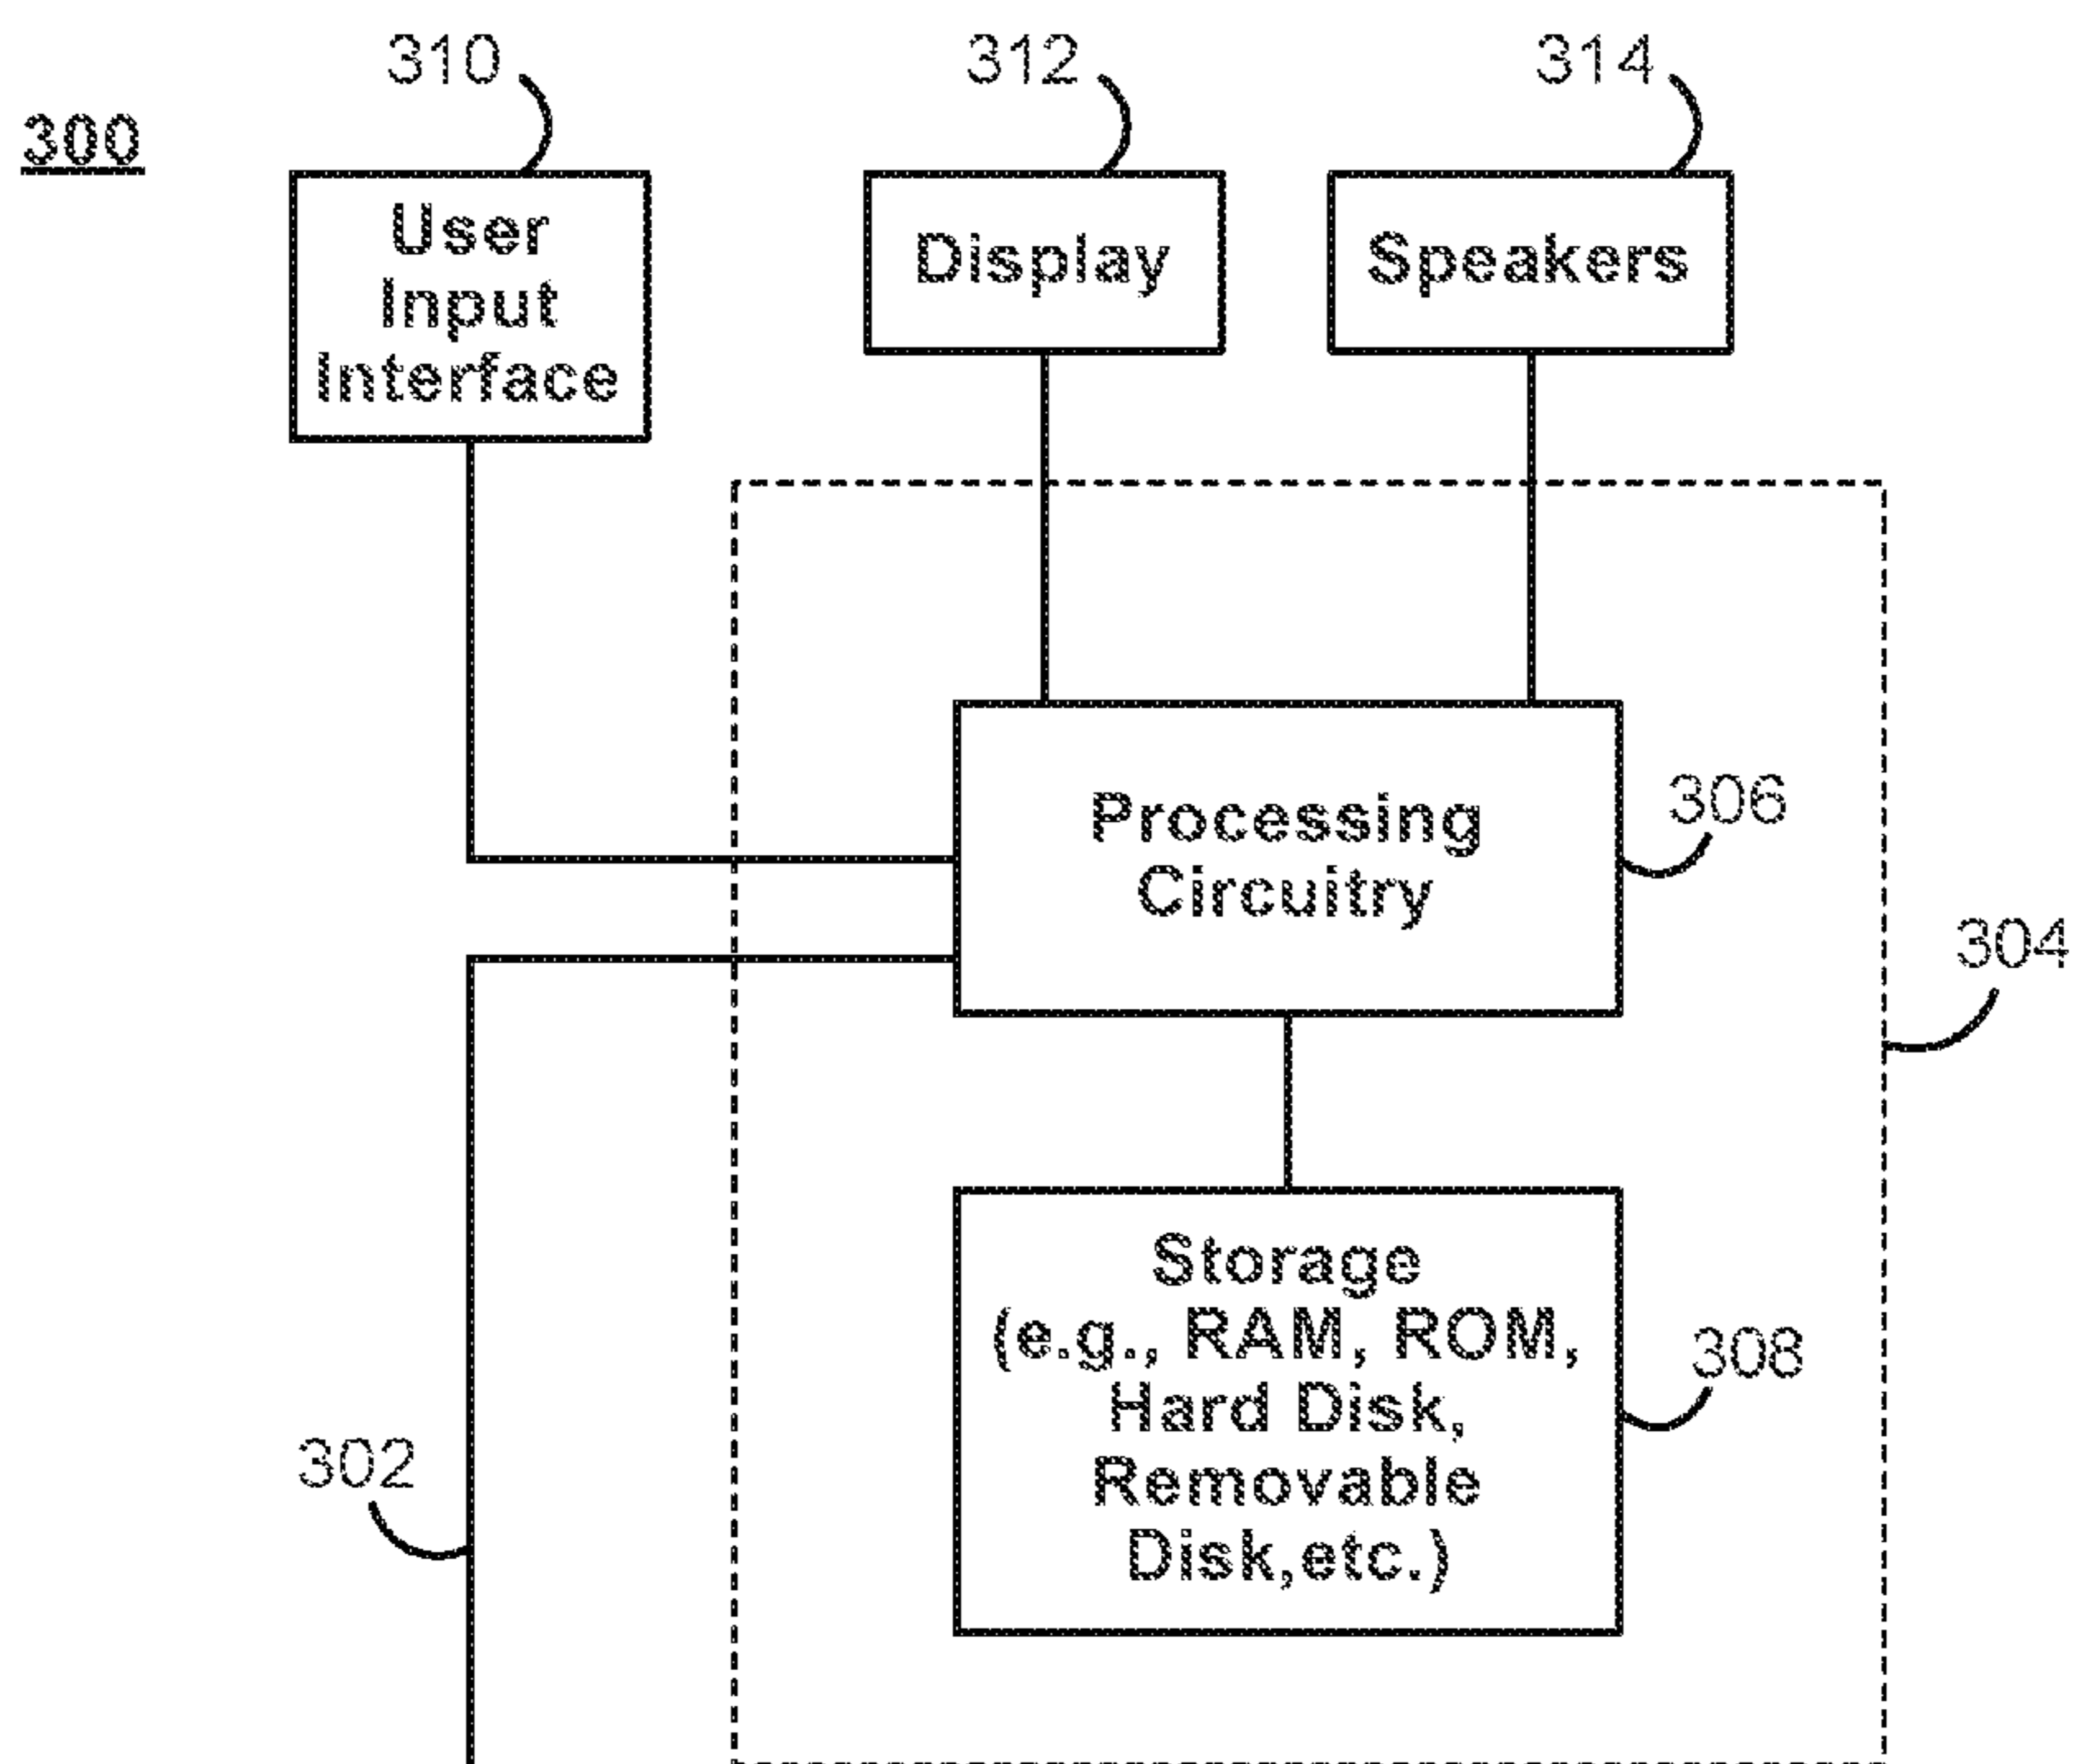 310
312
314
300
User
Input
Interface
Display
Speakers
Processing
Circuitry
306
304
Storage
(e.g., RAM, ROM,
Hard Disk,
Removable
Disk,etc.)
308
302